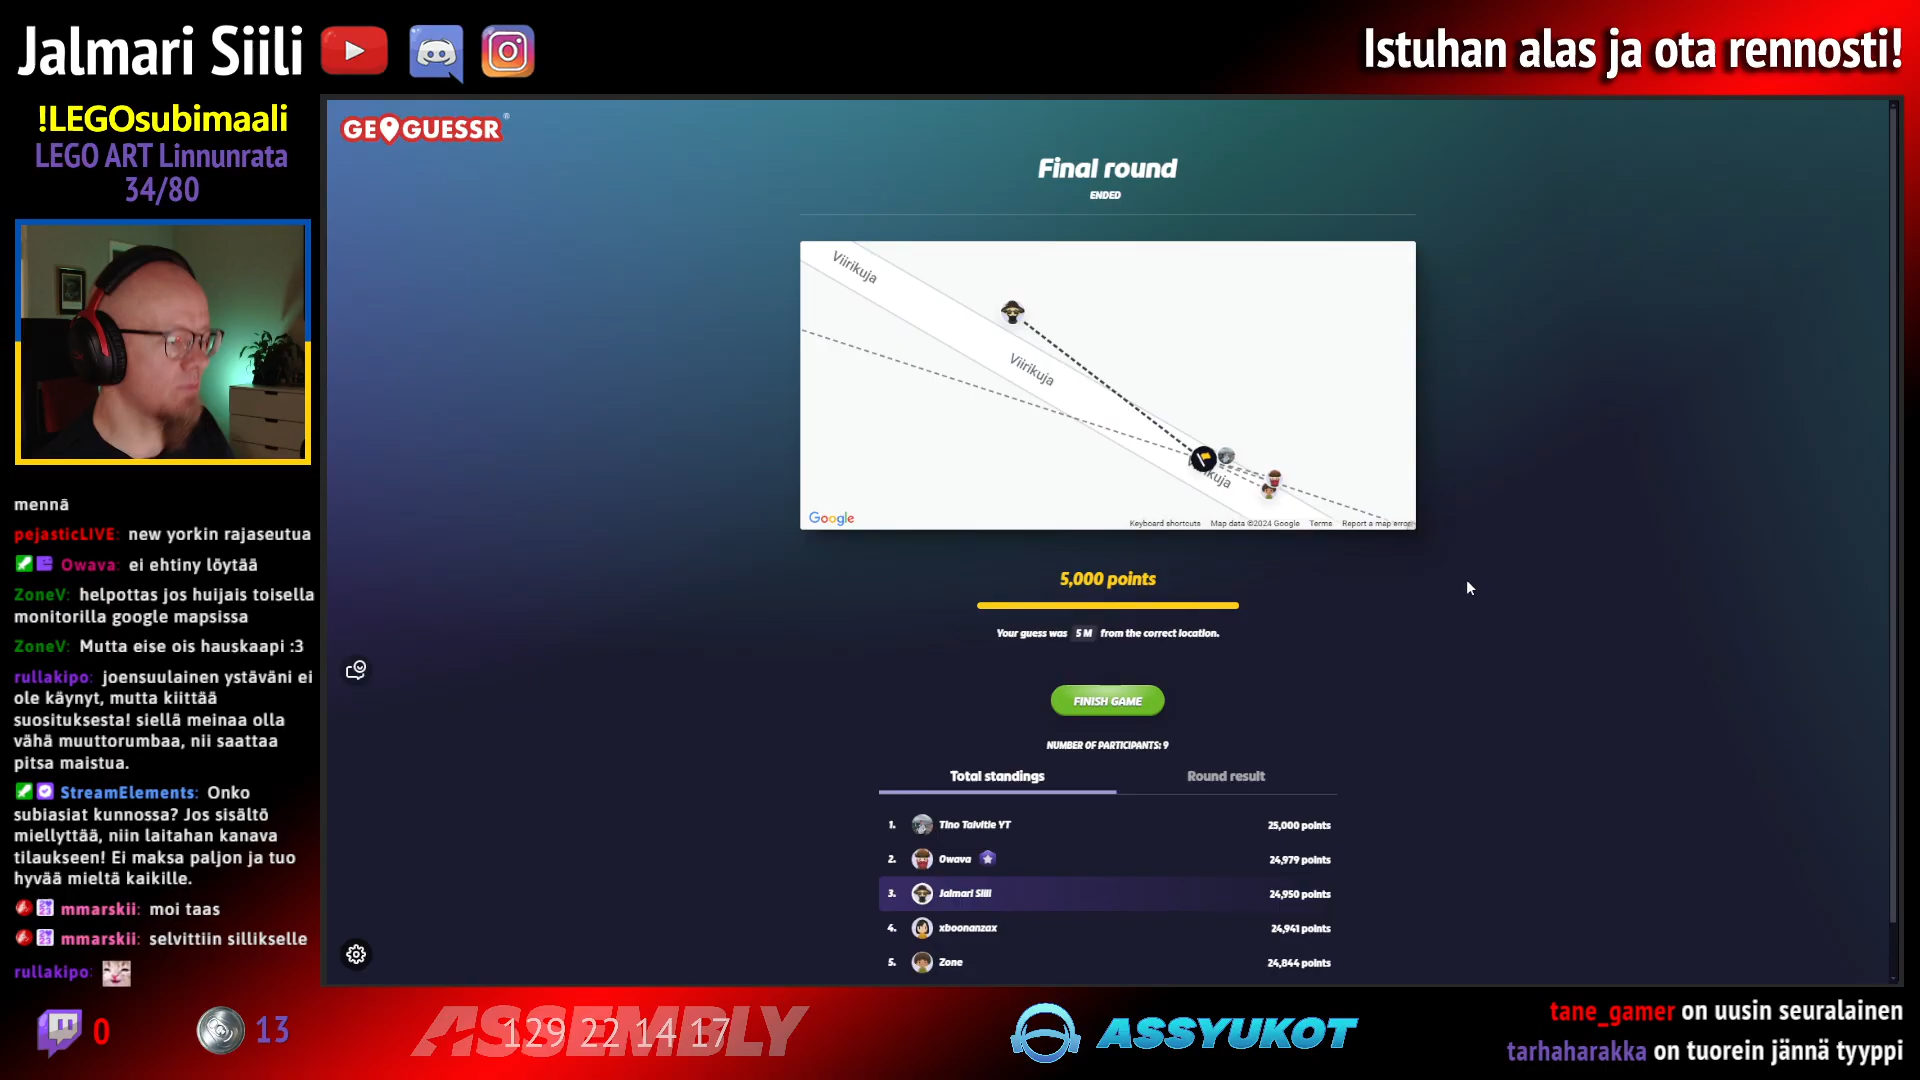 Jalmari Siili
Istuhan alas ja ota rennosti!
!LEGOsubimaali
LEGO ART Linnunrata
34/80
mennä
pejasticLIVE: new yorkin rajaseutua
Owava: ei ehtiny löytää
ZoneV: helpottas jos huijais toisella
monitorilla google mapsissa
ZoneV: Mutta eise ois hauskaapi :3
rullakipo: joensuulainen ystäväni ei
ole käynyt, mutta kiittää
suosituksesta! siellä meinaa olla
vähä muuttorumbaa, nii saattaa
pitsa maistua.
StreamElements: Onko
subiasiat kunnossa? Jos sisältö
miellyttää, niin laitahan kanava
tilaukseen! Ei maksa paljon ja tuo
hyvää mieltä kaikille.
mmarskii: moi taas
mmarskii: selvittiin sillikselle
rullakipo:
GEOGUESSR
Final round
ENDED
Viirikuja
Viirikuja
Google
Keyboard shortcuts Map data ©2024 Google Terms Report a map error
5,000 points
Your guess was 5 M from the correct location.
FINISH GAME
NUMBER OF PARTICIPANTS: 9
Total standings Round result
1. Tino Taivitie YT 25,000 points
2. Owava 24,979 points
3. Jalmari Siili 24,950 points
4. xboonanzax 24,941 points
5. Zone 24,844 points
0 13
ASSEMBLY
129 22 14 17
ASSYUKOT
tane_gamer on uusin seuralainen
tarhaharakka on tuorein jännä tyyppi